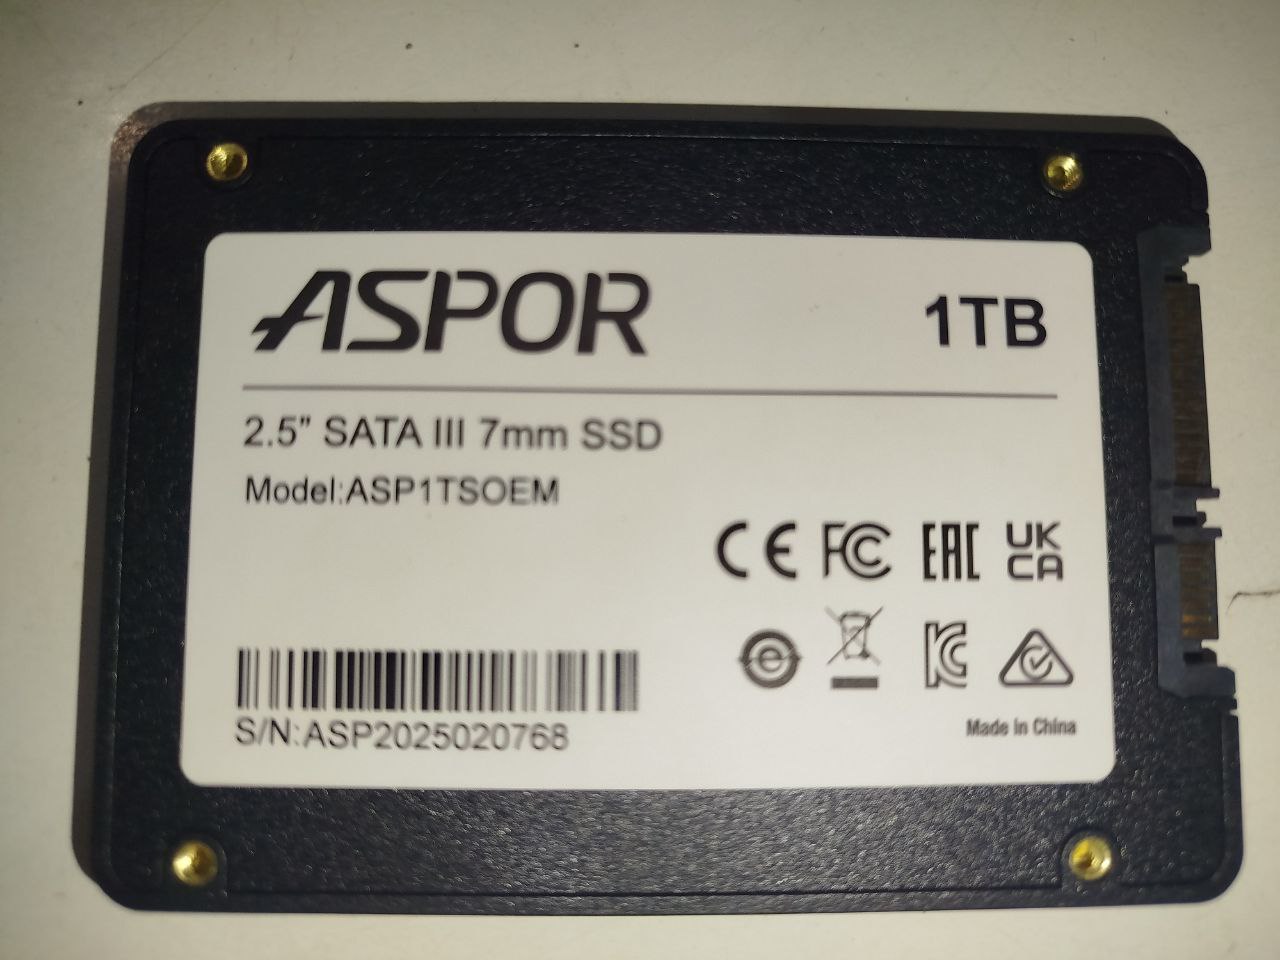 ASPOR
1TB
2.5” SATA III 7mm SSD
Model:ASP1TSOEM
CE FC EAC UK
CA
S/N:ASP2025020768
Made in China